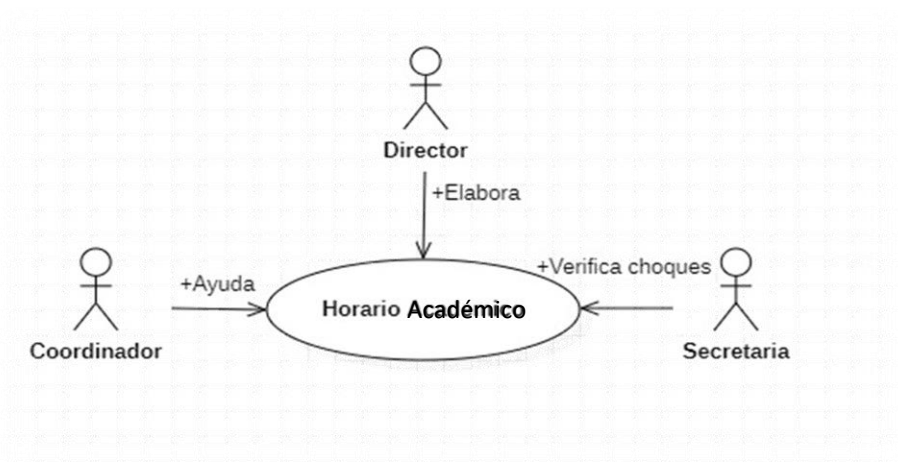 Director
+Elabora
+Verifica choques
+Ayuda
Horario Académico
Coordinador
Secretaria